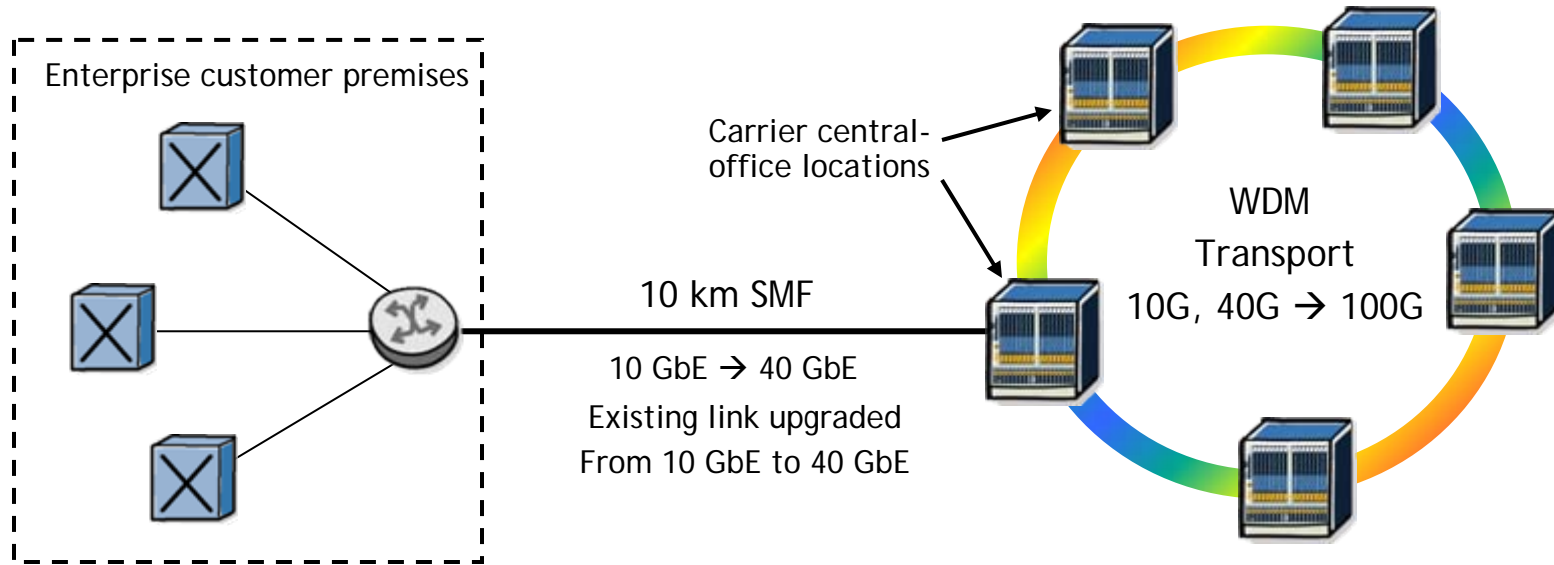 Enterprise customer premises
Carrier central-
office locations
WDM
Transport
10G, 40G → 100G
10 km SMF
10 GbE → 40 GbE
Existing link upgraded
From 10 GbE to 40 GbE